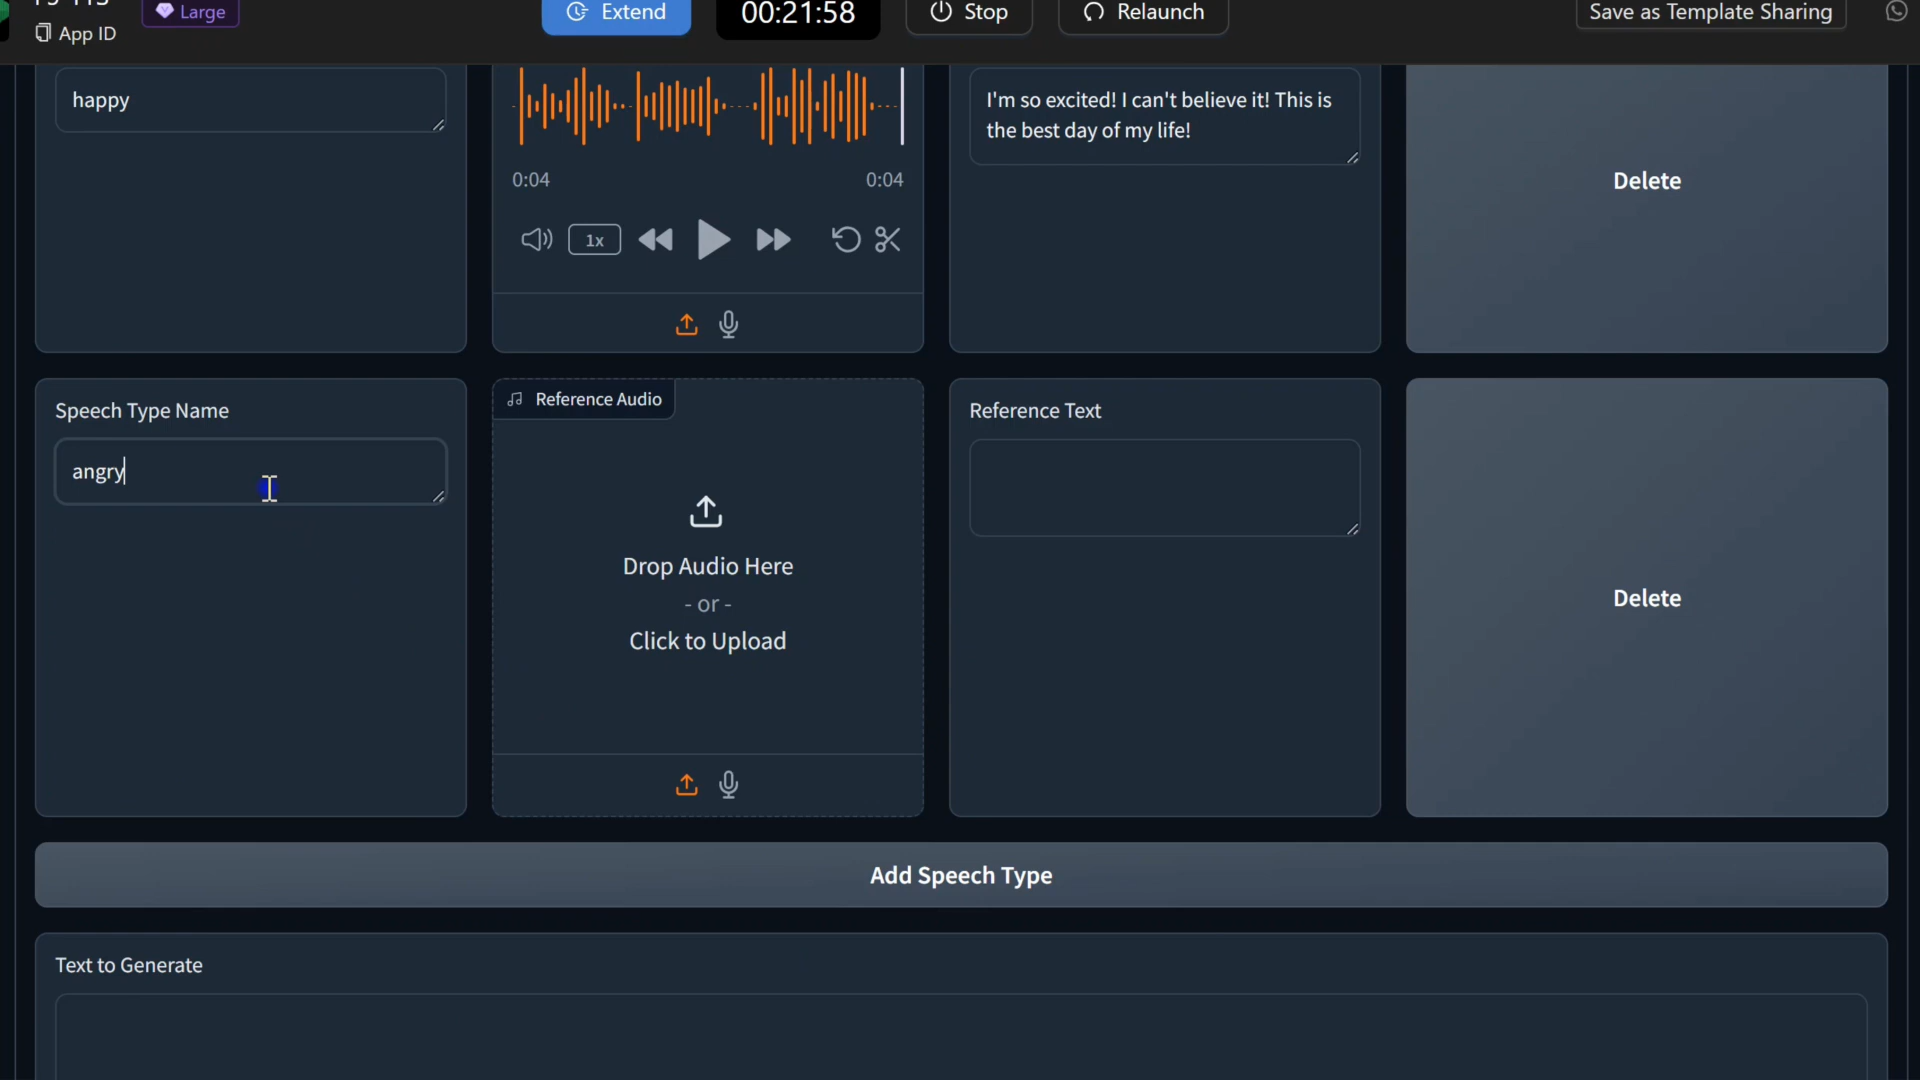 Large
App ID
Extend
00:21:58
Stop
Relaunch
Save as Template Sharing
happy
0:04
0:04
1x
I'm so excited! I can't believe it! This is
the best day of my life!
Delete
Speech Type Name
angry
Reference Audio
Drop Audio Here
- or -
Click to Upload
Reference Text
Delete
Add Speech Type
Text to Generate